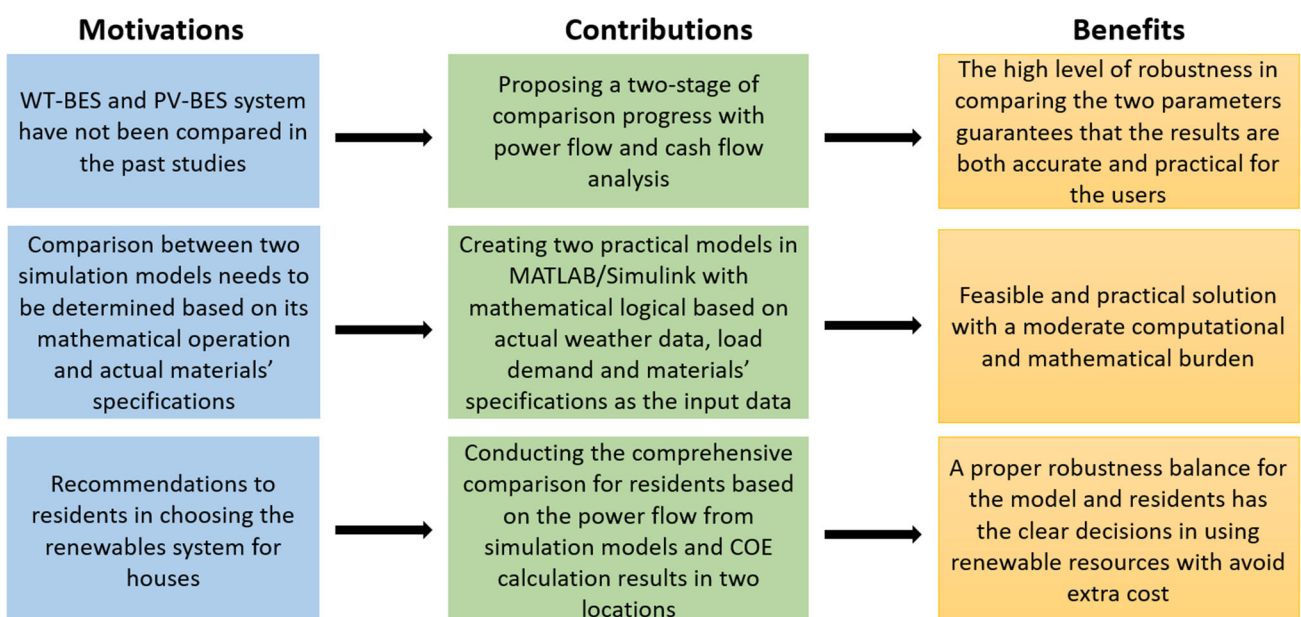 Motivations
Contributions
Benefits
WT-BES and PV-BES system
have not been compared in
the past studies
Proposing a two-stage of
comparison progress with
power flow and cash flow
analysis
The high level of robustness in
comparing the two parameters
guarantees that the results are
both accurate and practical for
the users
Comparison between two
simulation models needs to
be determined based on its
mathematical operation
and actual materials’
specifications
Creating two practical models in
MATLAB/Simulink with
mathematical logical based on
actual weather data, load
demand and materials’
specifications as the input data
Feasible and practical solution
with a moderate computational
and mathematical burden
Recommendations to
residents in choosing the
renewables system for
houses
Conducting the comprehensive
comparison for residents based
on the power flow from
simulation models and COE
calculation results in two
locations
A proper robustness balance for
the model and residents has
the clear decisions in using
renewable resources with avoid
extra cost